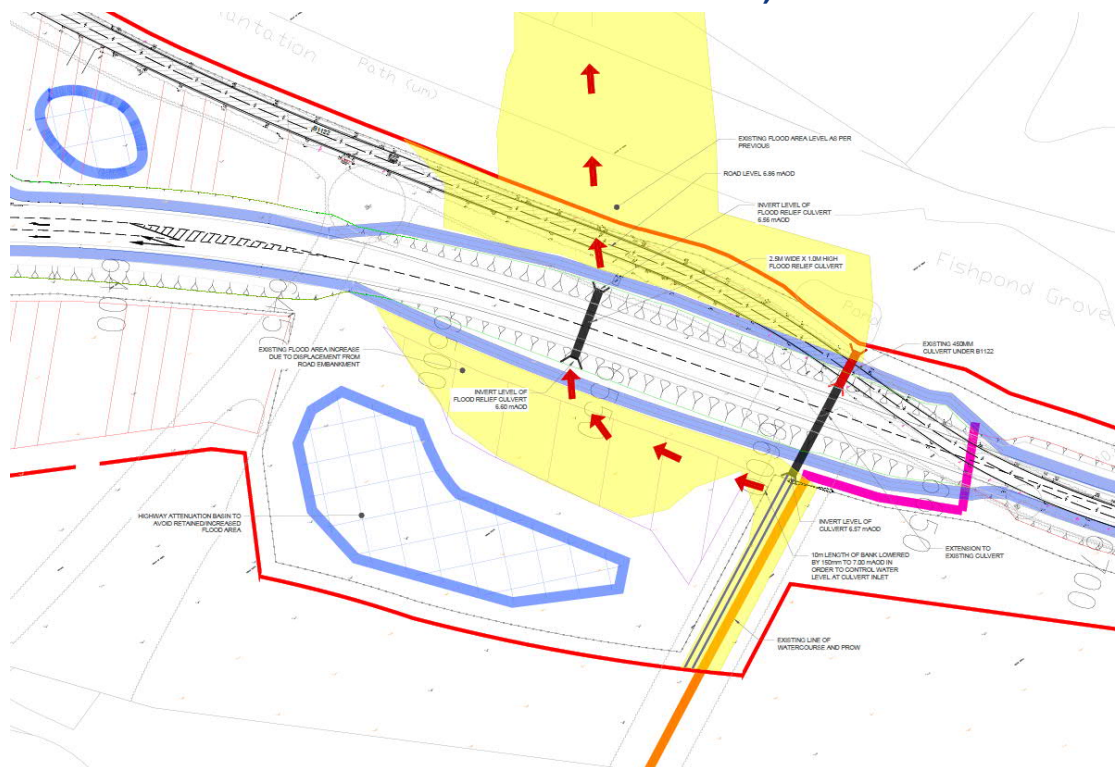 antation
Path (um)
B1122
EXISTING FLOOD AREA LEVEL AS PER
PREVIOUS
ROAD LEVEL 6.86 mAOD
INVERT LEVEL OF
FLOOD RELIEF CULVERT
6.55 mAOD
2.5M WIDE X 1.0M HIGH
FLOOD RELIEF CULVERT
Fishpond Grove
Pond
EXISTING 450MM
CULVERT UNDER B1122
EXISTING FLOOD AREA INCREASE
DUE TO DISPLACEMENT FROM
ROAD EMBANKMENT
INVERT LEVEL OF
FLOOD RELIEF CULVERT
6.60 mAOD
HIGHWAY ATTENUATION BASIN TO
AVOID RETAINED/INCREASED
FLOOD AREA
INVERT LEVEL OF
CULVERT 6.57 mAOD
EXTENSION TO
EXISTING CULVERT
10m LENGTH OF BANK LOWERED
BY 150mm TO 7.00 mAOD IN
ORDER TO CONTROL WATER
LEVEL AT CULVERT INLET
EXISTING LINE OF
WATERCOURSE AND PROW